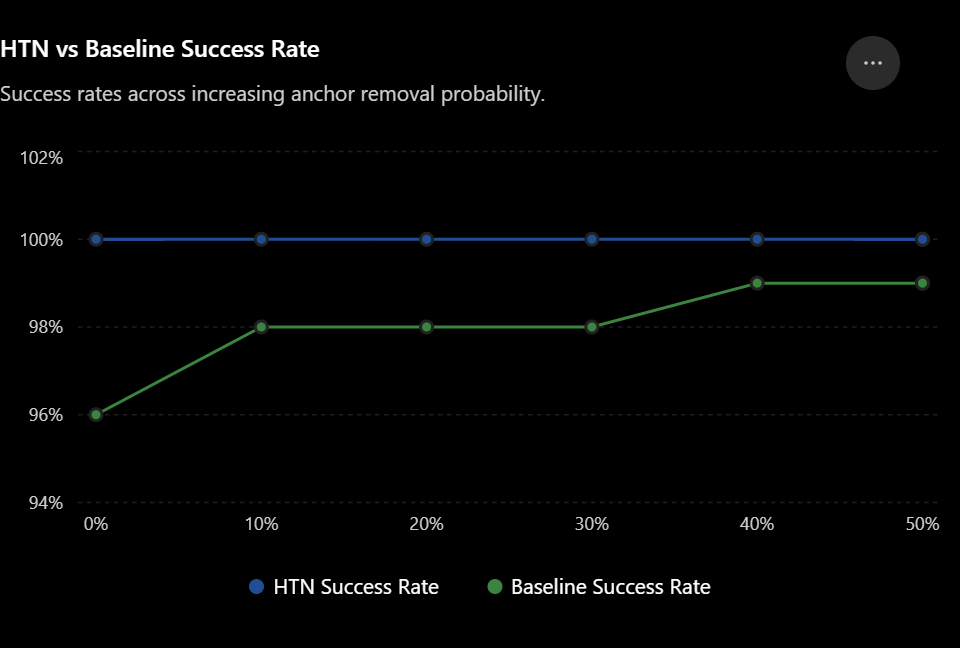 HTN vs Baseline Success Rate
Success rates across increasing anchor removal probability.
102%
100%
98%
96%
94%
0% 10% 20% 30% 40% 50%
HTN Success Rate Baseline Success Rate